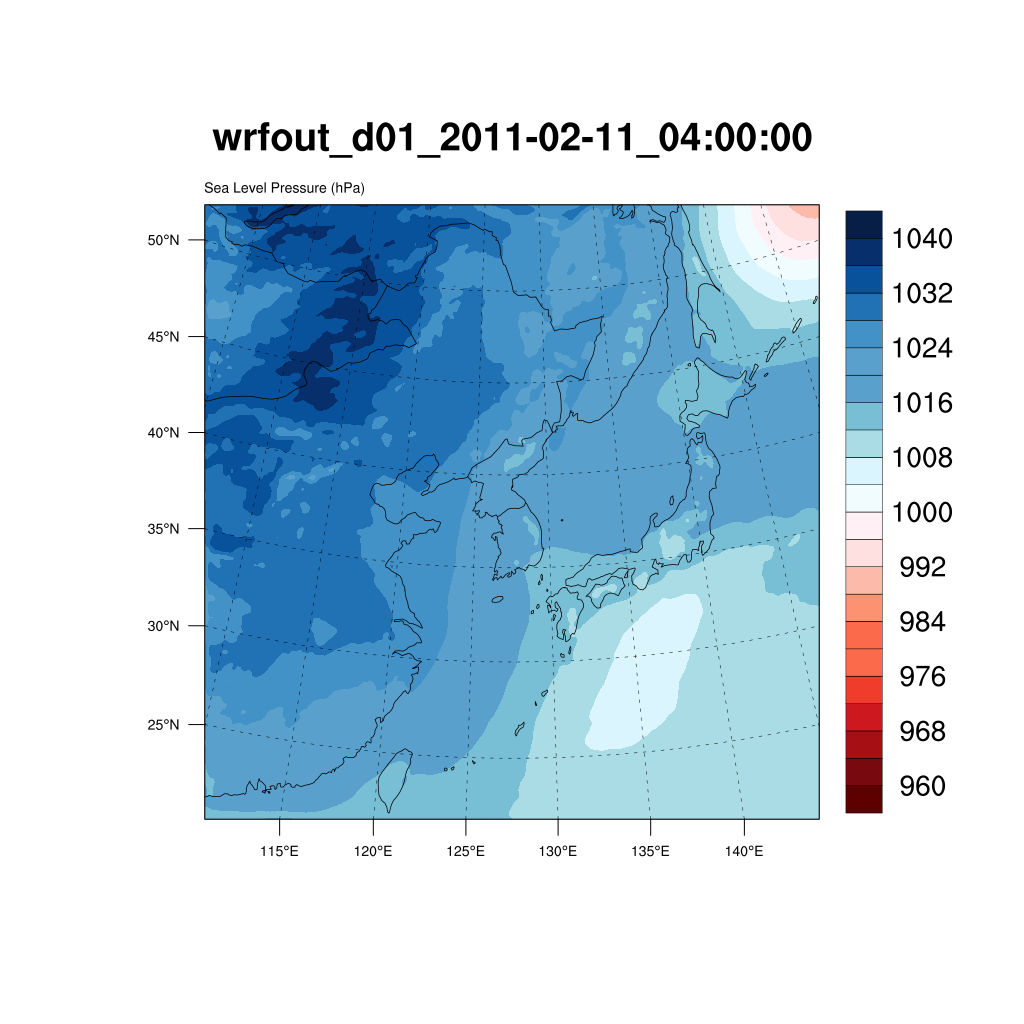 wrfout_d01_2011-02-11_04:00:00
Sea Level Pressure (hPa)
50°N
45°N
40°N
35°N
30°N
25°N
115°E
120°E
125°E
130°E
135°E
140°E
1040
1032
1024
1016
1008
1000
992
984
976
968
960